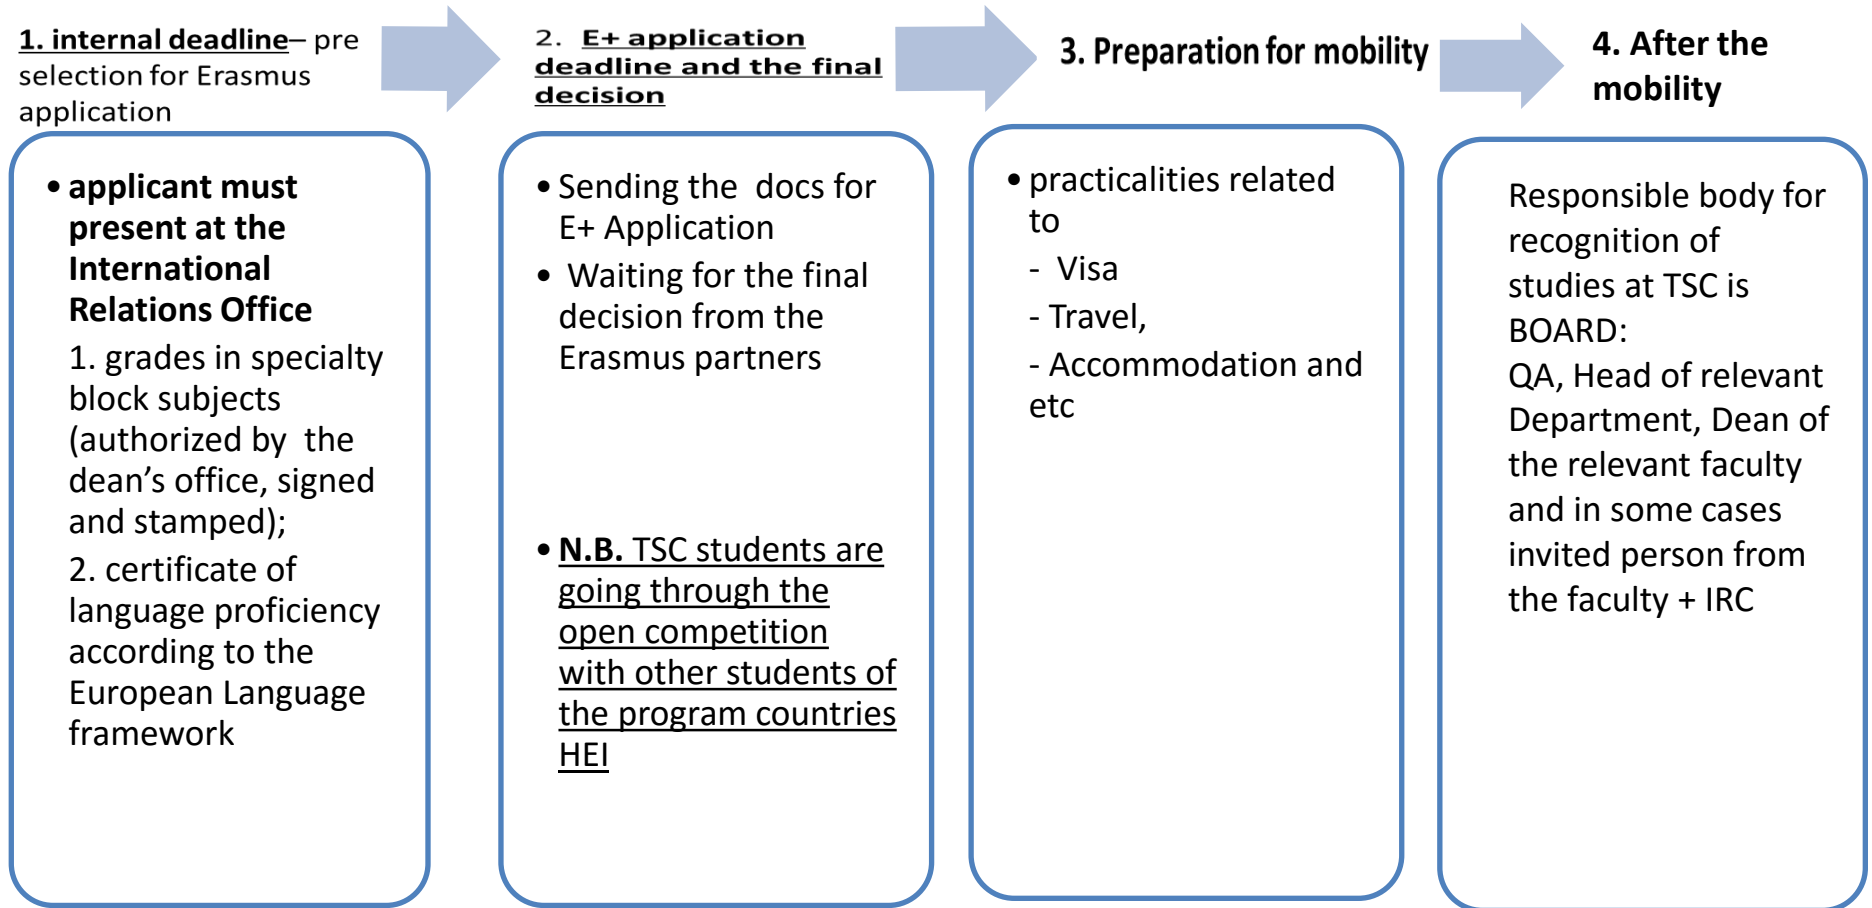 1. internal deadline– pre
selection for Erasmus
application
2. E+ application
deadline and the final
decision
3. Preparation for mobility
4. After the
mobility
• applicant must
present at the
International
Relations Office
1. grades in specialty
block subjects
(authorized by the
dean’s office, signed
and stamped);
2. certificate of
language proficiency
according to the
European Language
framework
• Sending the docs for
E+ Application
• Waiting for the final
decision from the
Erasmus partners
• N.B. TSC students are
going through the
open competition
with other students of
the program countries
HEI
• practicalities related
to
- Visa
- Travel,
- Accommodation and
etc
Responsible body for
recognition of
studies at TSC is
BOARD:
QA, Head of relevant
Department, Dean of
the relevant faculty
and in some cases
invited person from
the faculty + IRC